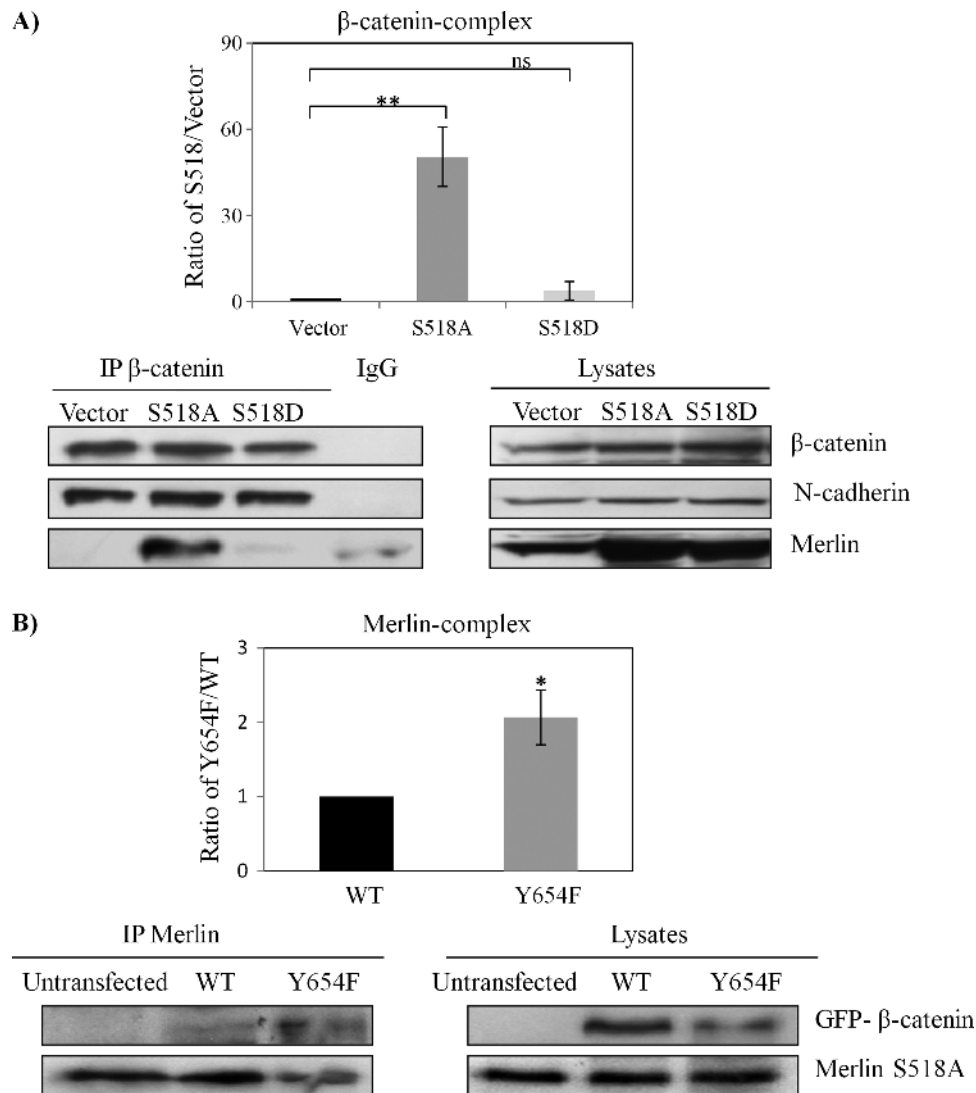 A)
β-catenin-complex
Ratio of S518/Vector
90
60
30
0
ns
**
Vector S518A S518D
IP β-catenin IgG Lysates
Vector S518A S518D Vector S518A S518D
β-catenin
N-cadherin
Merlin
B)
Merlin-complex
Ratio of Y654F/WT
3
2
1
0
*
WT Y654F
IP Merlin Lysates
Untransfected WT Y654F Untransfected WT Y654F
GFP- β-catenin
Merlin S518A